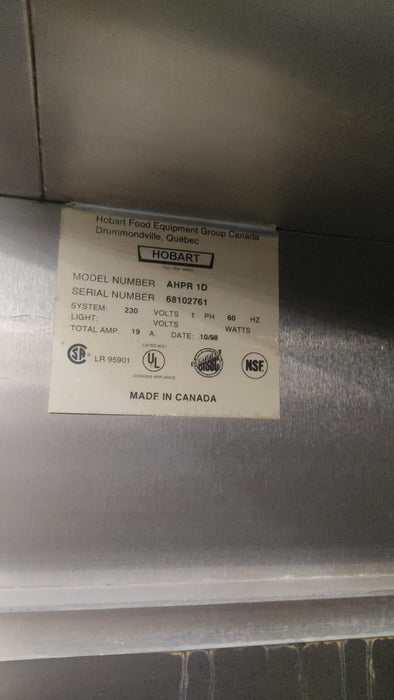 Hobart Food Equipment Group Canada
Drummondville, Québec
HOBART
MODEL NUMBER AHPR 1D
SERIAL NUMBER 68102761
SYSTEM: 230 VOLTS 1 PH 60 HZ
LIGHT: VOLTS WATTS
TOTAL AMP. 19 A. DATE: 10/98
LR 95901
UL
COOKING APPLIANCE
NSF
MADE IN CANADA